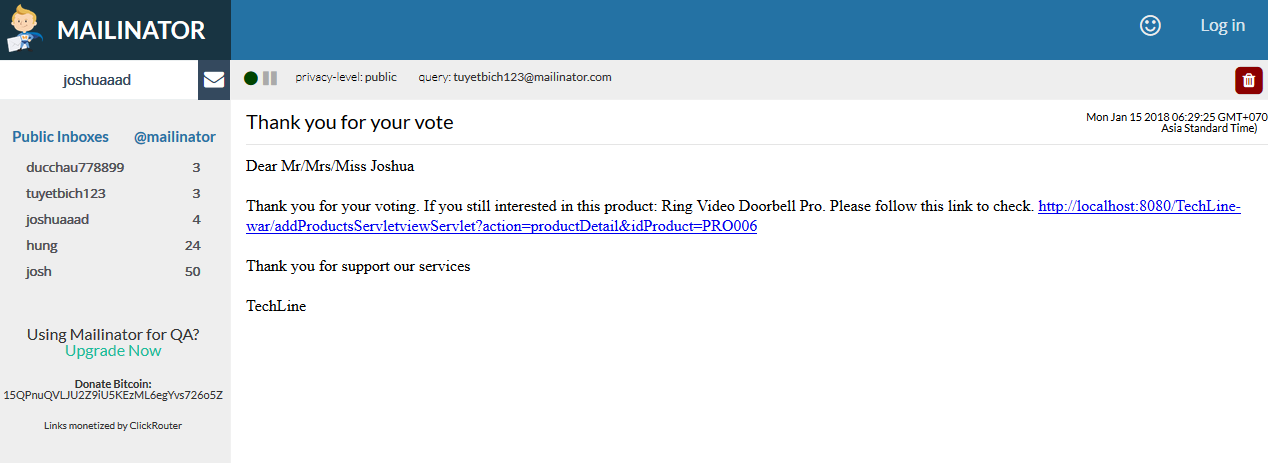 MAILINATOR
Log in
joshuaaad
privacy-level: public query: tuyetbich123@mailinator.com
Public Inboxes @mailinator
ducchau778899 3
tuyetbich123 3
joshuaaad 4
hung 24
josh 50
Using Mailinator for QA?
Upgrade Now
Donate Bitcoin:
15QPnuQVLJU2Z9iU5KEzML6egYvs726o5Z
Links monetized by ClickRouter
Thank you for your vote
Mon Jan 15 2018 06:29:25 GMT+070
Asia Standard Time)
Dear Mr/Mrs/Miss Joshua
Thank you for your voting. If you still interested in this product: Ring Video Doorbell Pro. Please follow this link to check. http://localhost:8080/TechLine-
war/addProductsServletviewServlet?action=productDetail&idProduct=PRO006
Thank you for support our services
TechLine